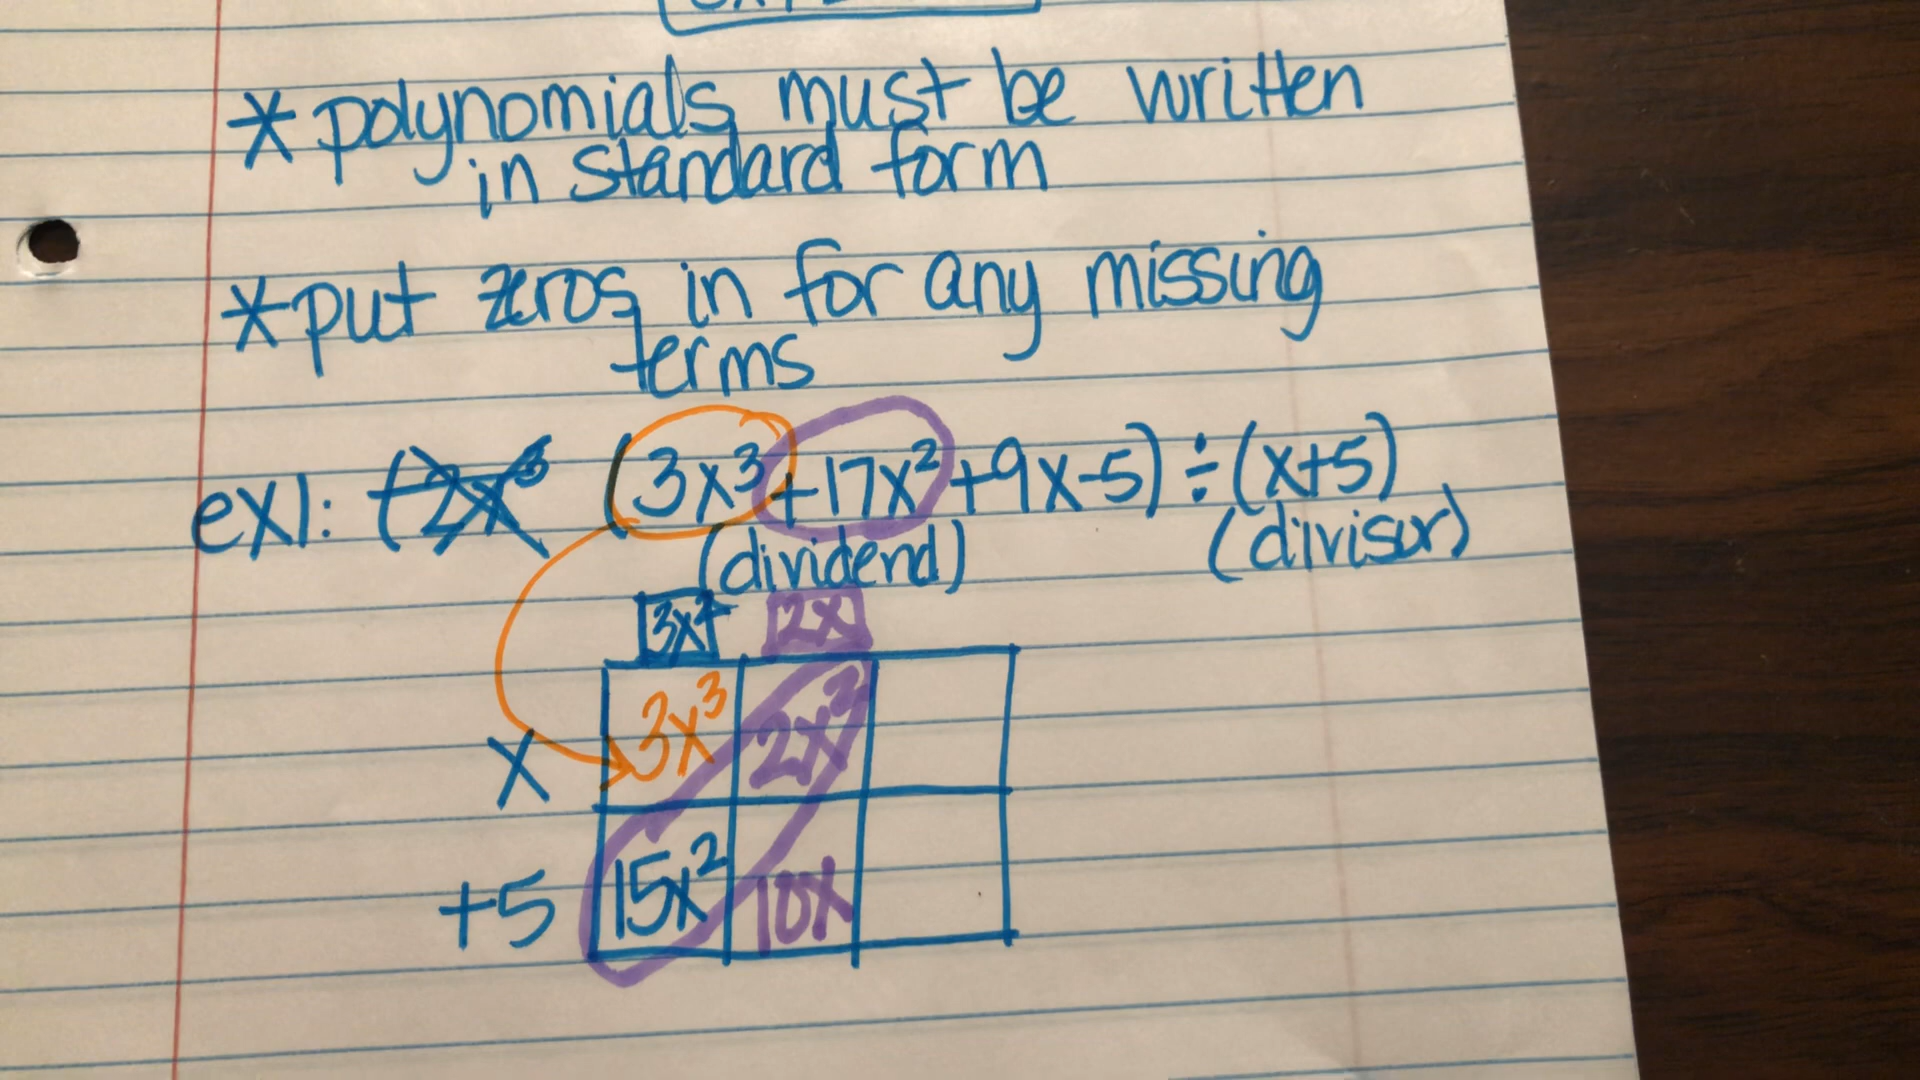 * polynomials must be written
in standard form
* put zeros in for any missing
terms
ex1: (3x³+17x²+9x-5) ÷ (x+5)
(dividend) (divisor)
3x² 2x
x 3x³ 2x²
+5 15x² 10x